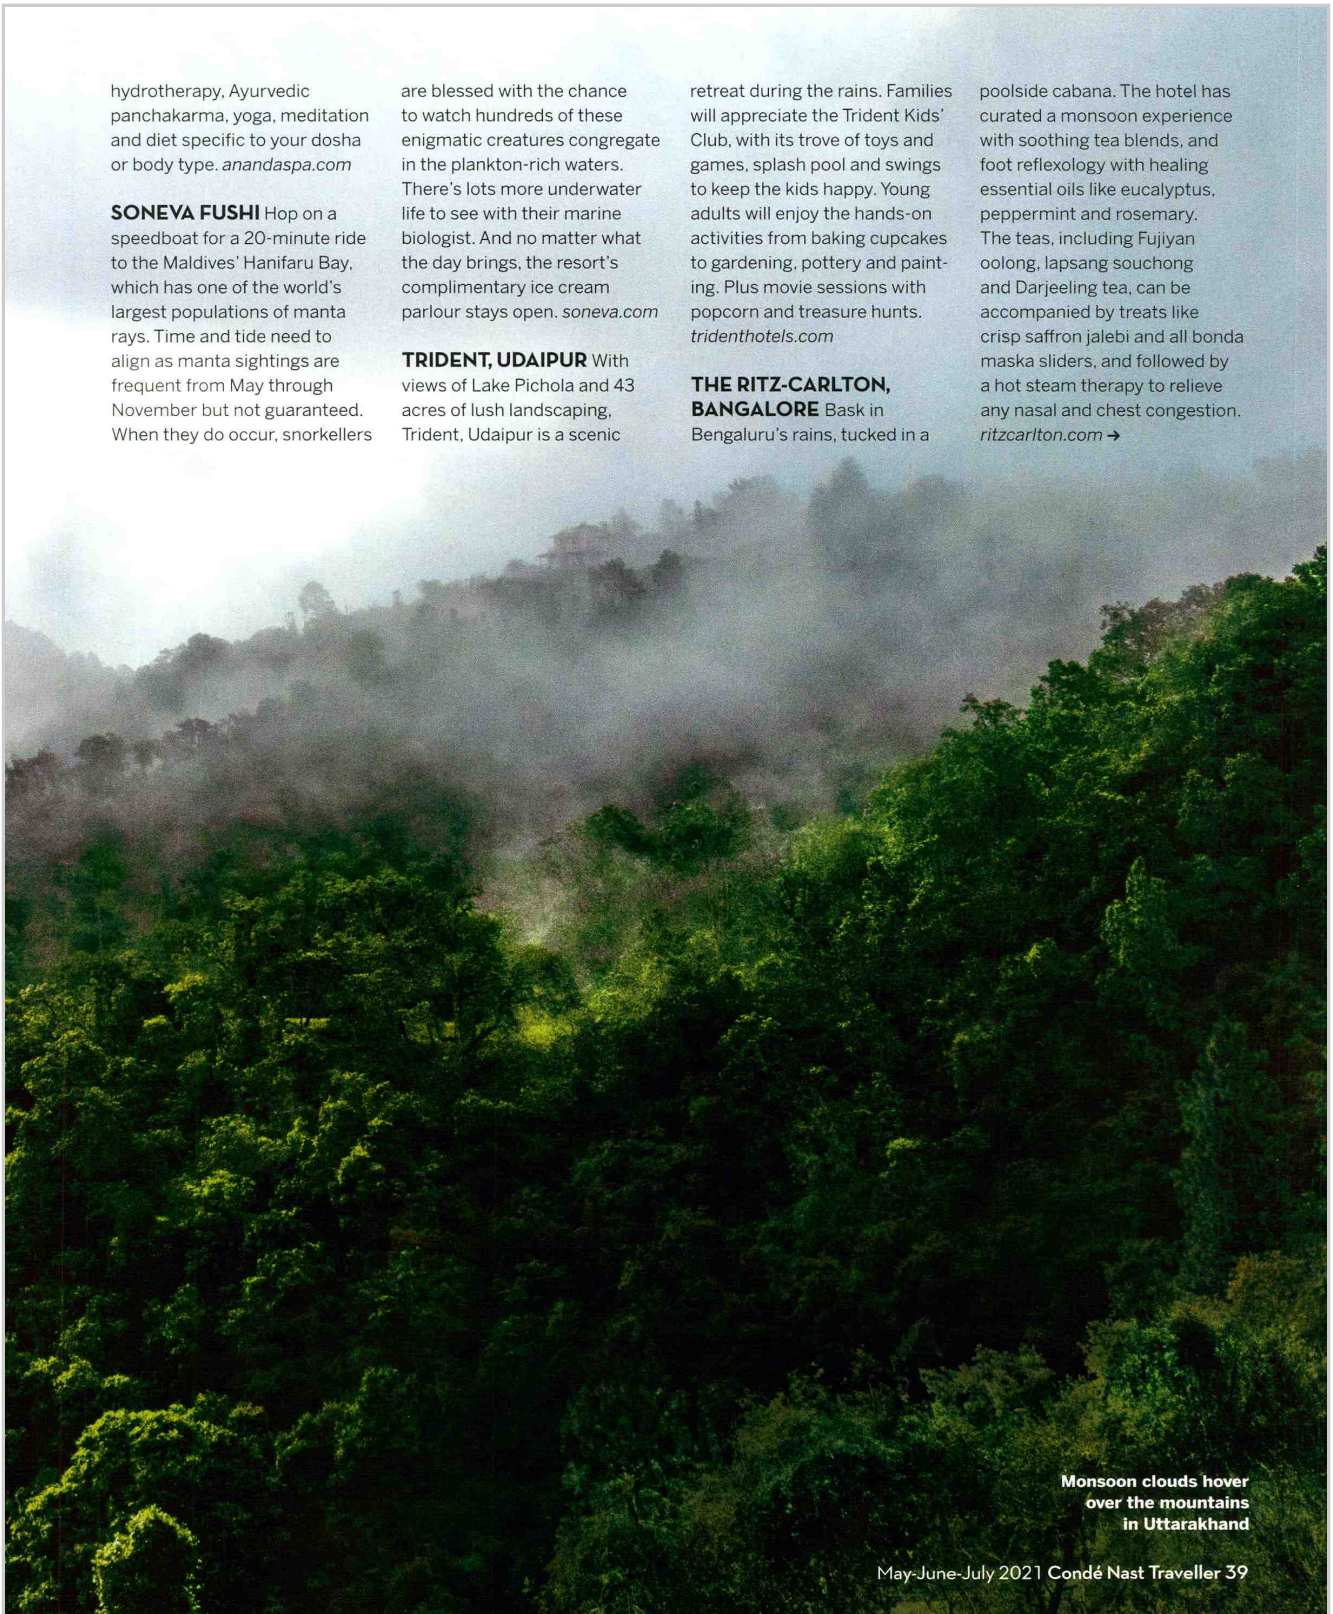 hydrotherapy, Ayurvedic
panchakarma, yoga, meditation
and diet specific to your dosha
or body type. anandaspa.com
SONEVA FUSHI Hop on a
speedboat for a 20-minute ride
to the Maldives' Hanifaru Bay,
which has one of the world's
largest populations of manta
rays. Time and tide need to
align as manta sightings are
frequent from May through
November but not guaranteed.
When they do occur, snorkellers
are blessed with the chance
to watch hundreds of these
enigmatic creatures congregate
in the plankton-rich waters.
There's lots more underwater
life to see with their marine
biologist. And no matter what
the day brings, the resort's
complimentary ice cream
parlour stays open. soneva.com
TRIDENT, UDAIPUR With
views of Lake Pichola and 43
acres of lush landscaping,
Trident, Udaipur is a scenic
retreat during the rains. Families
will appreciate the Trident Kids'
Club, with its trove of toys and
games, splash pool and swings
to keep the kids happy. Young
adults will enjoy the hands-on
activities from baking cupcakes
to gardening, pottery and paint-
ing. Plus movie sessions with
popcorn and treasure hunts.
tridenthotels.com
THE RITZ-CARLTON,
BANGALORE Bask in
Bengaluru's rains, tucked in a
poolside cabana. The hotel has
curated a monsoon experience
with soothing tea blends, and
foot reflexology with healing
essential oils like eucalyptus,
peppermint and rosemary.
The teas, including Fujiyan
oolong, lapsang souchong
and Darjeeling tea, can be
accompanied by treats like
crisp saffron jalebi and all bonda
maska sliders, and followed by
a hot steam therapy to relieve
any nasal and chest congestion.
ritzcarlton.com →
Monsoon clouds hover
over the mountains
in Uttarakhand
May-June-July 2021 Condé Nast Traveller 39